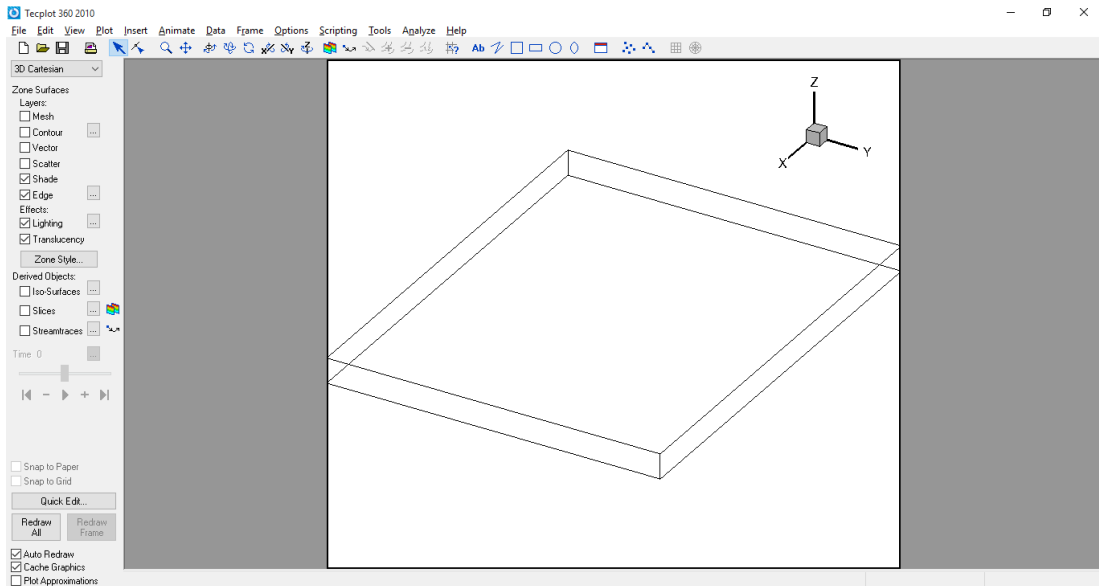 Tecplot 360 2010
File Edit View Plot Insert Animate Data Frame Options Scripting Tools Analyze Help
Ab
3D Cartesian
Zone Surfaces
Layers:
Mesh
Contour ...
Vector
Scatter
Shade
Edge ...
Effects:
Lighting ...
Translucency
Zone Style...
Derived Objects:
Iso-Surfaces ...
Slices ...
Streamtraces ...
Time 0 ...
Snap to Paper
Snap to Grid
Quick Edit...
Redraw All
Redraw Frame
Auto Redraw
Cache Graphics
Plot Approximations
Z
X
Y